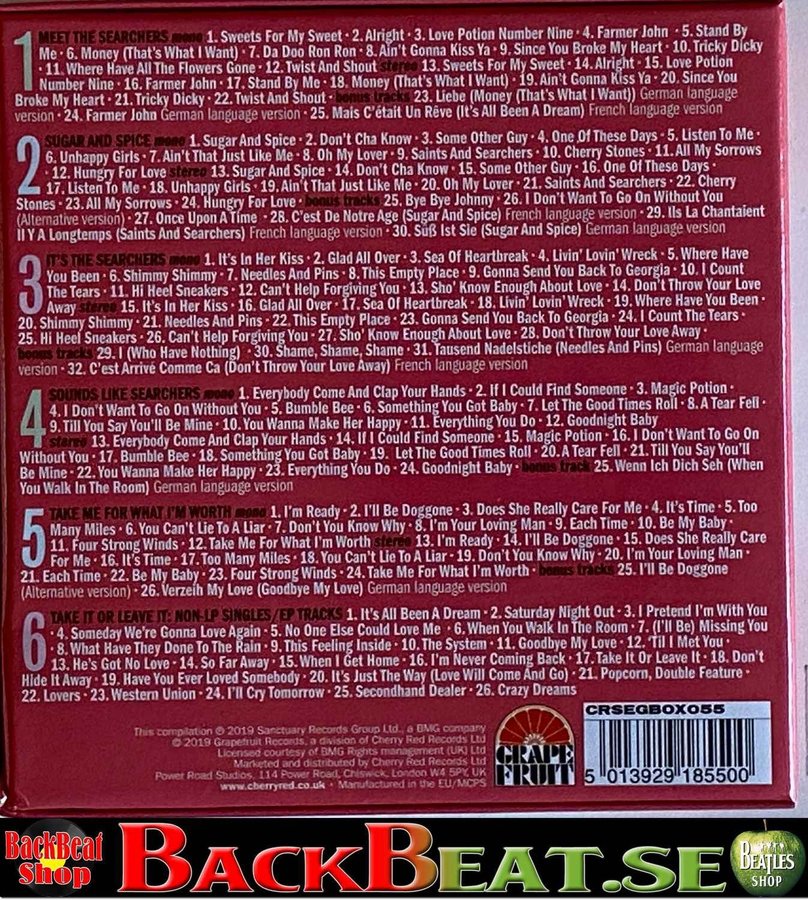 1 MEET THE SEARCHERS mono 1. Sweets For My Sweet · 2. Alright · 3. Love Potion Number Nine · 4. Farmer John · 5. Stand By
Me · 6. Money (That's What I Want) · 7. Da Doo Ron Ron · 8. Ain't Gonna Kiss Ya · 9. Since You Broke My Heart · 10. Tricky Dicky
· 11. Where Have All The Flowers Gone · 12. Twist And Shout stereo 13. Sweets For My Sweet · 14. Alright · 15. Love Potion
Number Nine · 16. Farmer John · 17. Stand By Me · 18. Money (That's What I Want) · 19. Ain't Gonna Kiss Ya · 20. Since You
Broke My Heart · 21. Tricky Dicky · 22. Twist And Shout · bonus tracks 23. Liebe (Money (That's What I Want)) German language
version · 24. Farmer John German language version · 25. Mais C'était Un Rêve (It's All Been A Dream) French language version
2 SUGAR AND SPICE mono 1. Sugar And Spice · 2. Don't Cha Know · 3. Some Other Guy · 4. One Of These Days · 5. Listen To Me ·
6. Unhappy Girls · 7. Ain't That Just Like Me · 8. Oh My Lover · 9. Saints and Searchers · 10. Cherry Stones · 11. All My Sorrows
· 12. Hungry For Love stereo 13. Sugar And Spice · 14. Don't Cha Know · 15. Some Other Guy · 16. One Of These Days ·
17. Listen To Me · 18. Unhappy Girls · 19. Ain't That Just Like Me · 20. Oh My Lover · 21. Saints and Searchers · 22. Cherry
Stones · 23. All My Sorrows · 24. Hungry For Love · bonus tracks 25. Bye Bye Johnny · 26. I Don't Want To Go On Without You
(Alternative version) · 27. Once Upon A Time · 28. C'est De Notre Age (Sugar And Spice) French language version · 29. Ils La Chantaient
Il Y A Longtemps (Saints And Searchers) French language version · 30. Süß Ist Sie (Sugar And Spice) German language version
3 IT'S THE SEARCHERS mono 1. It's In Her Kiss · 2. Glad All Over · 3. Sea Of Heartbreak · 4. Livin' Lovin' Wreck · 5. Where Have
You Been · 6. Shimmy Shimmy · 7. Needles And Pins · 8. This Empty Place · 9. Gonna Send You Back To Georgia · 10. I Count
The Tears · 11. Hi Heel Sneakers · 12. Can't Help Forgiving You · 13. Sho' Know Enough About Love · 14. Don't Throw Your Love
Away stereo 15. It's In Her Kiss · 16. Glad All Over · 17. Sea Of Heartbreak · 18. Livin' Lovin' Wreck · 19. Where Have You Been ·
20. Shimmy Shimmy · 21. Needles And Pins · 22. This Empty Place · 23. Gonna Send You Back To Georgia · 24. I Count The Tears ·
25. Hi Heel Sneakers · 26. Can't Help Forgiving You · 27. Sho' Know Enough About Love · 28. Don't Throw Your Love Away ·
bonus tracks 29. I (Who Have Nothing) · 30. Shame, Shame, Shame · 31. Tausend Nadelstiche (Needles And Pins) German language
version · 32. C'est Arrivé Comme Ca (Don't Throw Your Love Away) French language version
4 SOUNDS LIKE SEARCHERS mono 1. Everybody Come And Clap Your Hands · 2. If I Could Find Someone · 3. Magic Potion ·
4. I Don't Want To Go On Without You · 5. Bumble Bee · 6. Something You Got Baby · 7. Let The Good Times Roll · 8. A Tear Fell ·
9. Till You Say You'll Be Mine · 10. You Wanna Make Her Happy · 11. Everything You Do · 12. Goodnight Baby
stereo 13. Everybody Come And Clap Your Hands · 14. If I Could Find Someone · 15. Magic Potion · 16. I Don't Want To Go On
Without You · 17. Bumble Bee · 18. Something You Got Baby · 19. Let The Good Times Roll · 20. A Tear Fell · 21. Till You Say You'll
Be Mine · 22. You Wanna Make Her Happy · 23. Everything You Do · 24. Goodnight Baby · bonus track 25. Wenn Ich Dich Seh (When
You Walk In The Room) German language version
5 TAKE ME FOR WHAT I'M WORTH mono 1. I'm Ready · 2. I'll Be Doggone · 3. Does She Really Care For Me · 4. It's Time · 5. Too
Many Miles · 6. You Can't Lie To A Liar · 7. Don't You Know Why · 8. I'm Your Loving Man · 9. Each Time · 10. Be My Baby ·
11. Four Strong Winds · 12. Take Me For What I'm Worth stereo 13. I'm Ready · 14. I'll Be Doggone · 15. Does She Really Care
For Me · 16. It's Time · 17. Too Many Miles · 18. You Can't Lie To A Liar · 19. Don't You Know Why · 20. I'm Your Loving Man ·
21. Each Time · 22. Be My Baby · 23. Four Strong Winds · 24. Take Me For What I'm Worth · bonus tracks 25. I'll Be Doggone
(Alternative version) · 26. Verzeih My Love (Goodbye My Love) German language version
6 TAKE IT OR LEAVE IT: NON-LP SINGLES/EP TRACKS 1. It's All Been A Dream · 2. Saturday Night Out · 3. I Pretend I'm With You
· 4. Someday We're Gonna Love Again · 5. No One Else Could Love Me · 6. When You Walk In The Room · 7. (I'll Be) Missing You
· 8. What Have They Done To The Rain · 9. This Feeling Inside · 10. The System · 11. Goodbye My Love · 12. 'Til I Met You ·
13. He's Got No Love · 14. So Far Away · 15. When I Get Home · 16. I'm Never Coming Back · 17. Take It Or Leave It · 18. Don't
Hide It Away · 19. Have You Ever Loved Somebody · 20. It's Just The Way (Love Will Come And Go) · 21. Popcorn, Double Feature ·
22. Lovers · 23. Western Union · 24. I'll Cry Tomorrow · 25. Secondhand Dealer · 26. Crazy Dreams
This compilation ℗ 2019 Sanctuary Records Group Ltd., a BMG company
© 2019 Grapefruit Records, a division of Cherry Red Records Ltd
Licensed courtesy of BMG Rights management (UK) Ltd
Marketed and distributed by Cherry Red Records Ltd
Power Road Studios, 114 Power Road, Chiswick, London W4 5PY, UK
www.cherryred.co.uk · Manufactured in the EU/MCPS
GRAPE
FRUIT
CRSEGBOX055
5 013929 185500
BackBeat
Shop
BACKBEAT.SE
BEATLES
SHOP